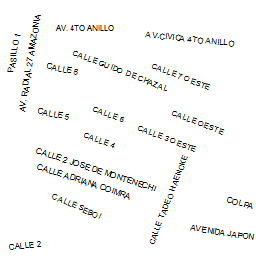 AV. 4TO ANILLO
AV.CIVICA 4TO ANILLO
PASILLO 1
AV. RADIAL 27 AMAZONIA
CALLE 6
CALLE GUIDO DE CHAZAL
CALLE 7 OESTE
CALLE 5
CALLE 6
CALLE OESTE
CALLE 4
CALLE 3 OESTE
CALLE 2 JOSE DE MONTENECHI
CALLE ADRIANA COIMRA
CALLE TADEO HAENCKE
CALLE SEBOI
COLPA
AVENIDA JAPON
CALLE 2